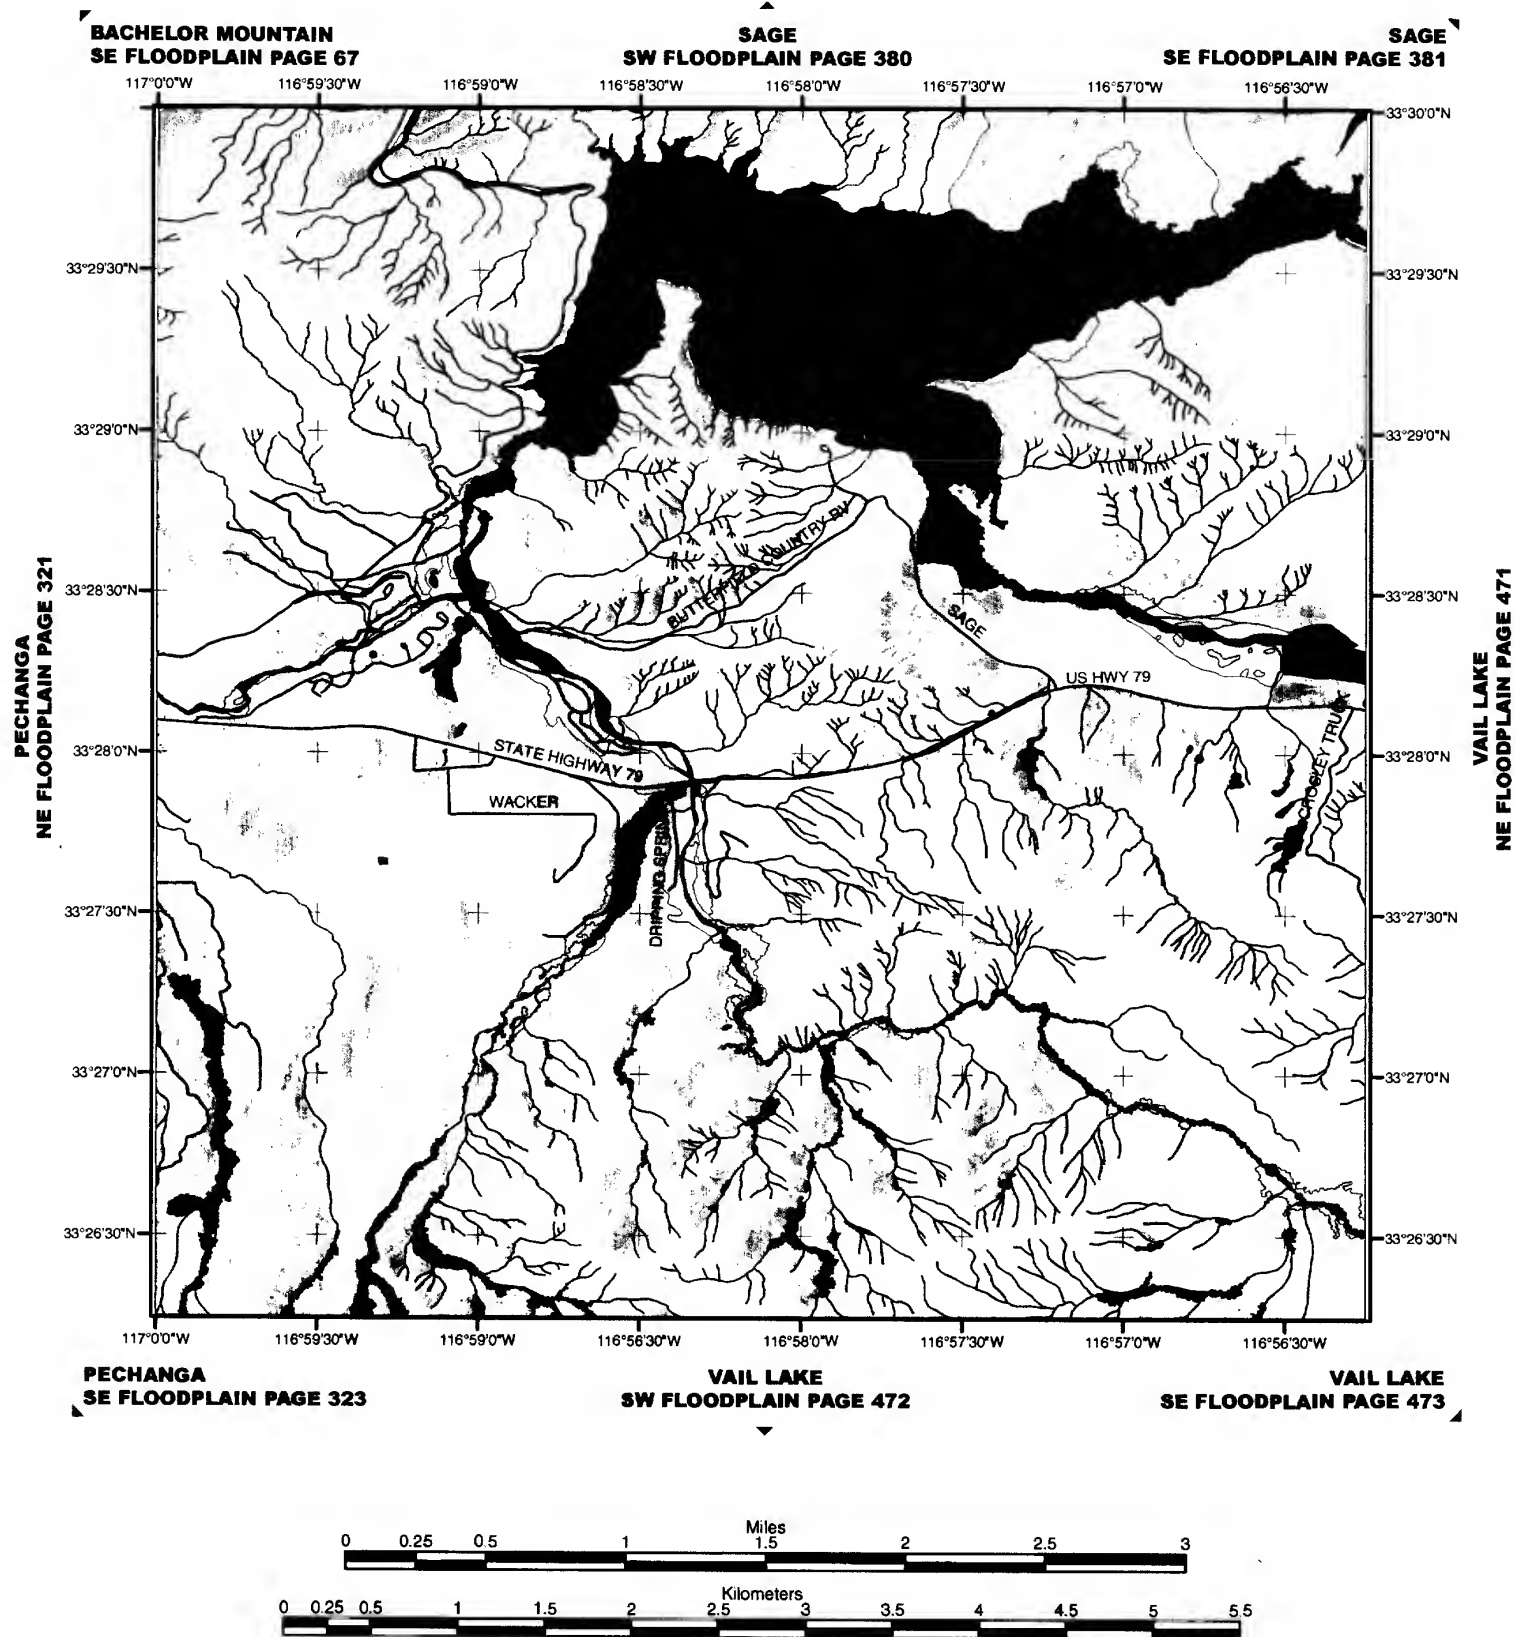 BACHELOR MOUNTAIN
SE FLOODPLAIN PAGE 67
SAGE
SW FLOODPLAIN PAGE 380
SAGE
SE FLOODPLAIN PAGE 381
117°0'0"W 116°59'30"W 116°59'0"W 116°58'30"W 116°58'0"W 116°57'30"W 116°57'0"W 116°56'30"W
33°30'0"N
33°29'30"N 33°29'30"N
33°29'0"N 33°29'0"N
PECHANGA
NE FLOODPLAIN PAGE 321
VAIL LAKE
NE FLOODPLAIN PAGE 471
BUTTERFIELD COUNTRY RV
33°28'30"N 33°28'30"N
SAGE
US HWY 79
CROSLEY TRUCK
STATE HIGHWAY 79
33°28'0"N 33°28'0"N
WACKER
DRIPPING SPRIN
33°27'30"N 33°27'30"N
33°27'0"N 33°27'0"N
33°26'30"N 33°26'30"N
117°0'0"W 116°59'30"W 116°59'0"W 116°58'30"W 116°58'0"W 116°57'30"W 116°57'0"W 116°56'30"W
PECHANGA
SE FLOODPLAIN PAGE 323
VAIL LAKE
SW FLOODPLAIN PAGE 472
VAIL LAKE
SE FLOODPLAIN PAGE 473
Miles
0 0.25 0.5 1 1.5 2 2.5 3
Kilometers
0 0.25 0.5 1 1.5 2 2.5 3 3.5 4 4.5 5 5.5